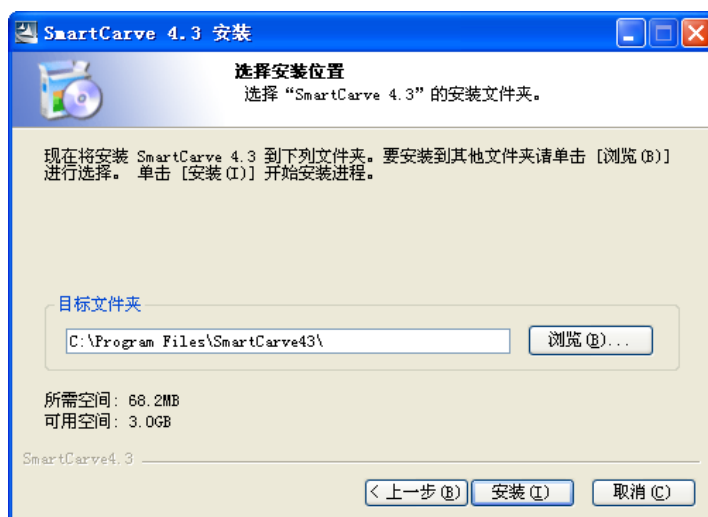 SmartCarve 4.3 安装
选择安装位置
选择 “SmartCarve 4.3” 的安装文件夹。
现在将安装 SmartCarve 4.3 到下列文件夹。要安装到其他文件夹请单击 [浏览(B)]
进行选择。 单击 [安装(I)] 开始安装进程。
目标文件夹
C:\Program Files\SmartCarve43\
浏览(B)...
所需空间: 68.2MB
可用空间: 3.0GB
SmartCarve4.3
< 上一步(B)
安装(I)
取消(C)